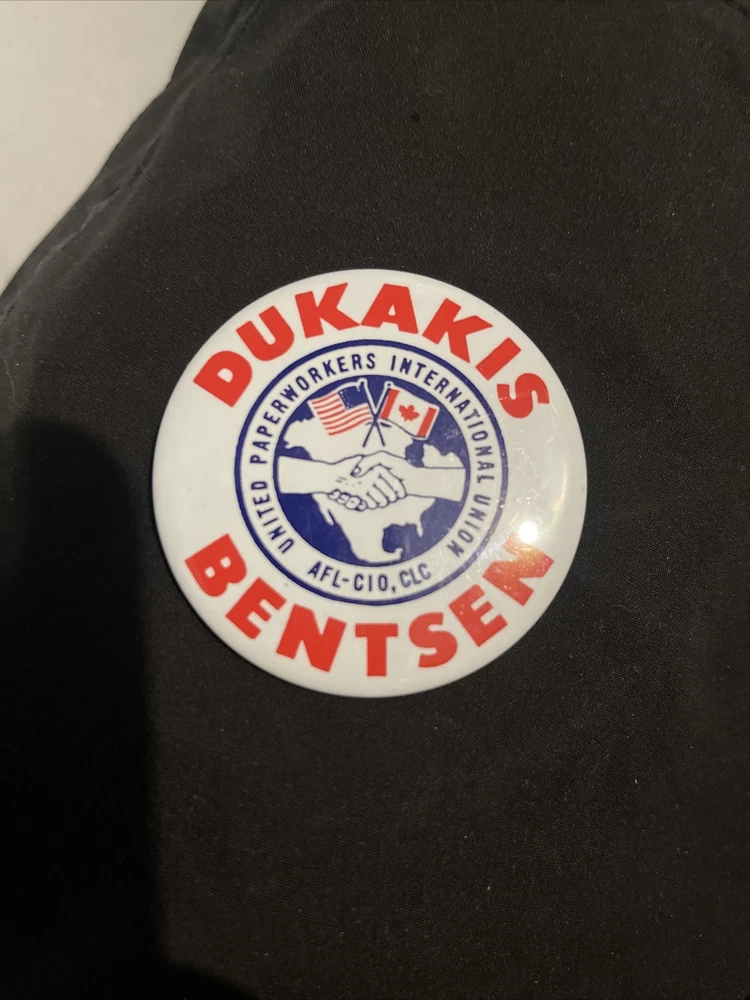 DUKAKIS
UNITED PAPERWORKERS INTERNATIONAL UNION
AFL-CIO, CLC
BENTSEN